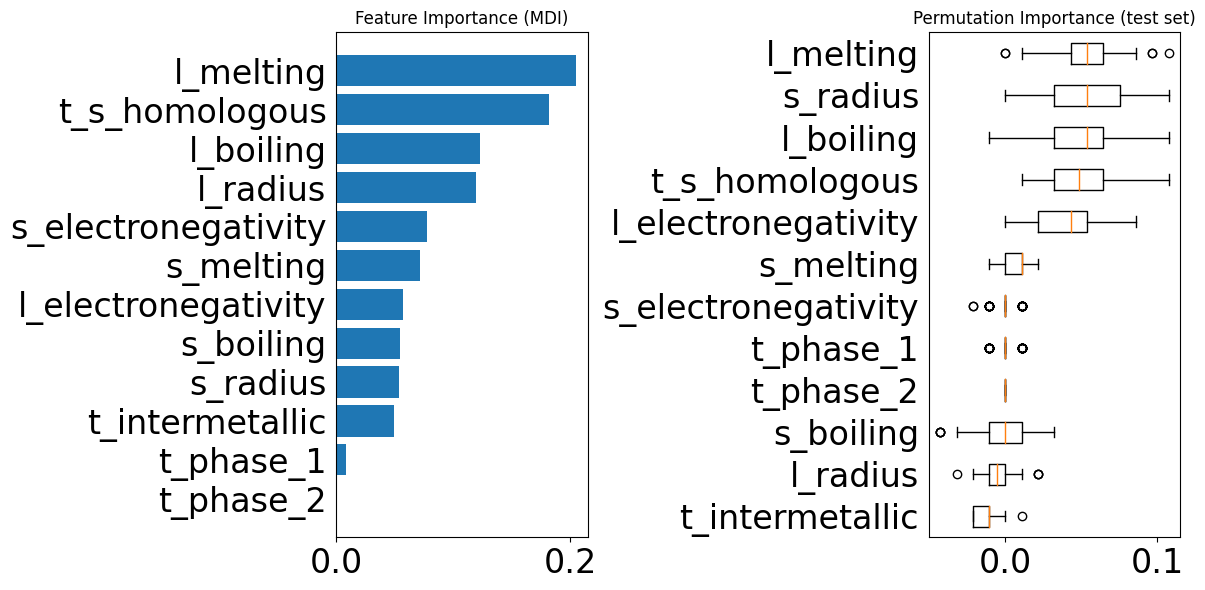 Feature Importance (MDI)
l_melting
t_s_homologous
l_boiling
l_radius
s_electronegativity
s_melting
l_electronegativity
s_boiling
s_radius
t_intermetallic
t_phase_1
t_phase_2
0.0 0.2
Permutation Importance (test set)
l_melting
s_radius
l_boiling
t_s_homologous
l_electronegativity
s_melting
s_electronegativity
t_phase_1
t_phase_2
s_boiling
l_radius
t_intermetallic
0.0 0.1